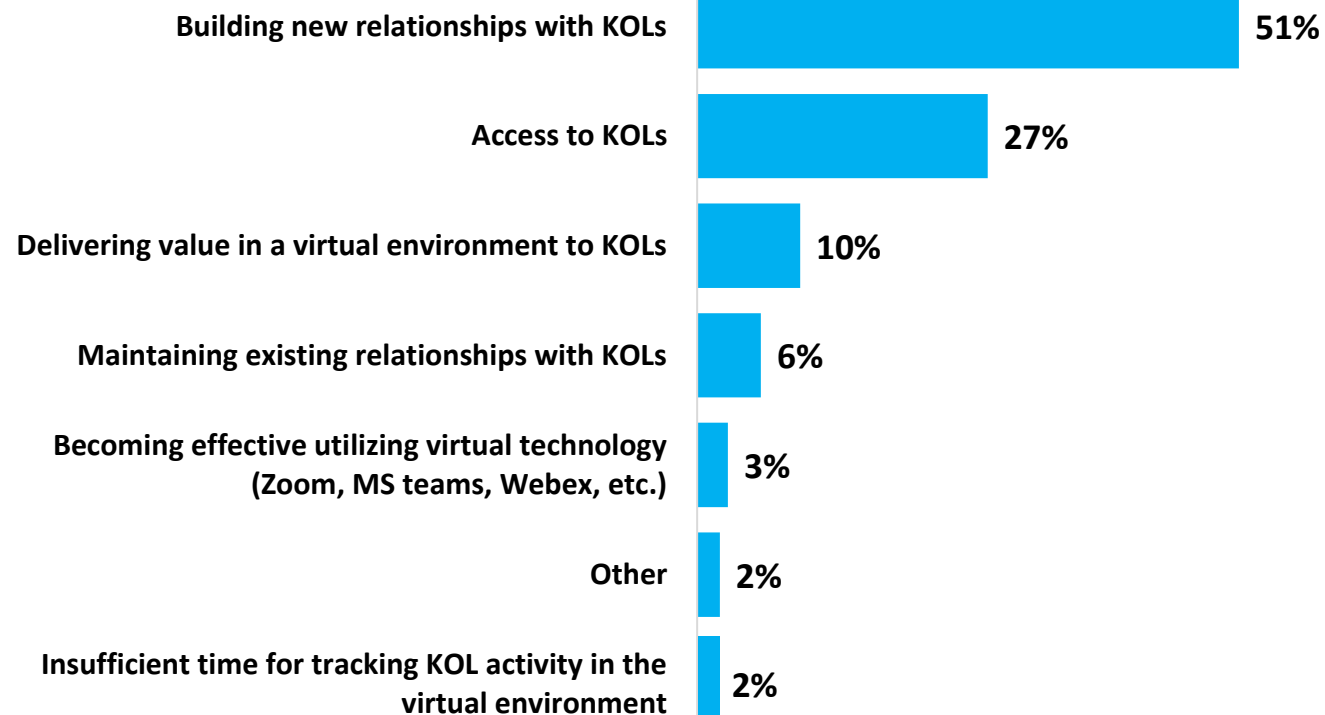 Building new relationships with KOLs 51%
Access to KOLs 27%
Delivering value in a virtual environment to KOLs 10%
Maintaining existing relationships with KOLs 6%
Becoming effective utilizing virtual technology
(Zoom, MS teams, Webex, etc.) 3%
Other 2%
Insufficient time for tracking KOL activity in the
virtual environment 2%